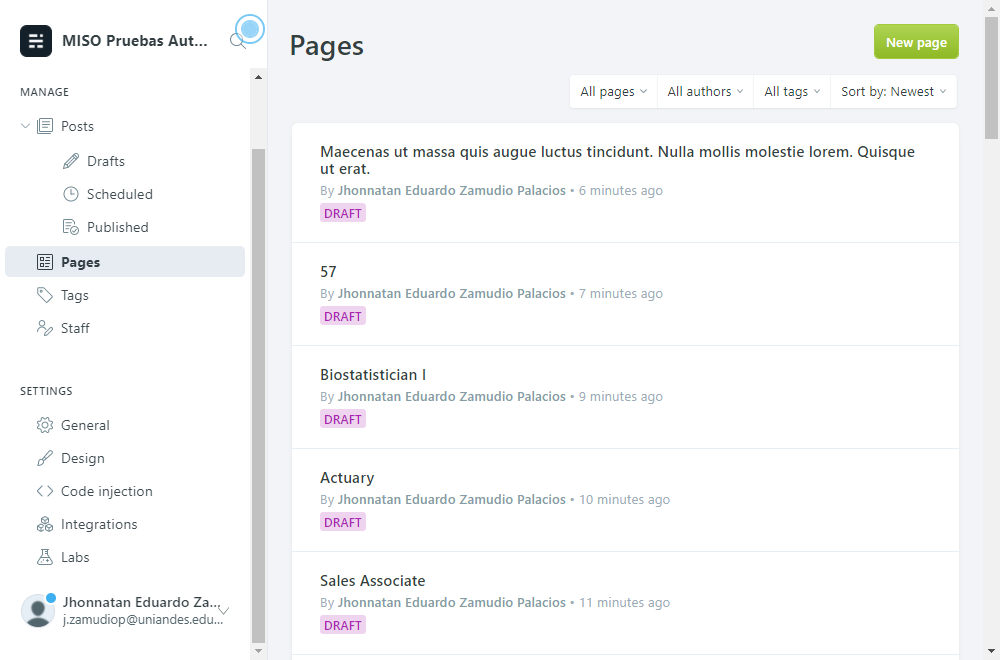 MISO Pruebas Aut...
MANAGE
Posts
Drafts
Scheduled
Published
Pages
Tags
Staff
SETTINGS
General
Design
Code injection
Integrations
Labs
Jhonnatan Eduardo Za...
j.zamudiop@uniandes.edu...
Pages
New page
All pages
All authors
All tags
Sort by: Newest
Maecenas ut massa quis augue luctus tincidunt. Nulla mollis molestie lorem. Quisque
ut erat.
By Jhonnatan Eduardo Zamudio Palacios • 6 minutes ago
DRAFT
57
By Jhonnatan Eduardo Zamudio Palacios • 7 minutes ago
DRAFT
Biostatistician I
By Jhonnatan Eduardo Zamudio Palacios • 9 minutes ago
DRAFT
Actuary
By Jhonnatan Eduardo Zamudio Palacios • 10 minutes ago
DRAFT
Sales Associate
By Jhonnatan Eduardo Zamudio Palacios • 11 minutes ago
DRAFT